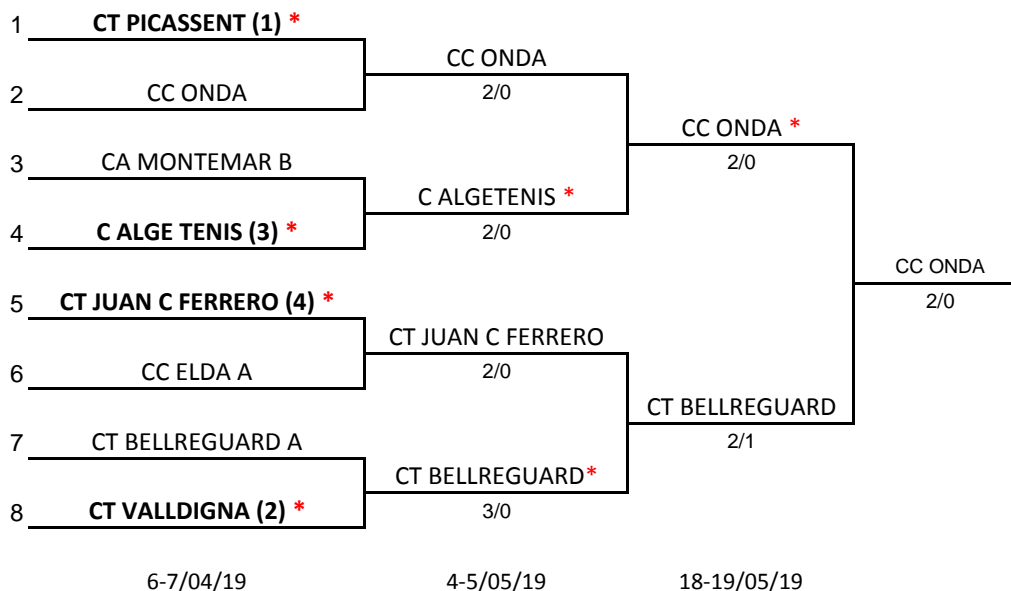 1 CT PICASSENT (1) *
CC ONDA
2/0
2 CC ONDA
CC ONDA *
2/0
3 CA MONTEMAR B
C ALGETENIS *
2/0
4 C ALGE TENIS (3) *
CC ONDA
2/0
5 CT JUAN C FERRERO (4) *
CT JUAN C FERRERO
2/0
6 CC ELDA A
CT BELLREGUARD
2/1
7 CT BELLREGUARD A
CT BELLREGUARD*
3/0
8 CT VALLDIGNA (2) *
6-7/04/19 4-5/05/19 18-19/05/19